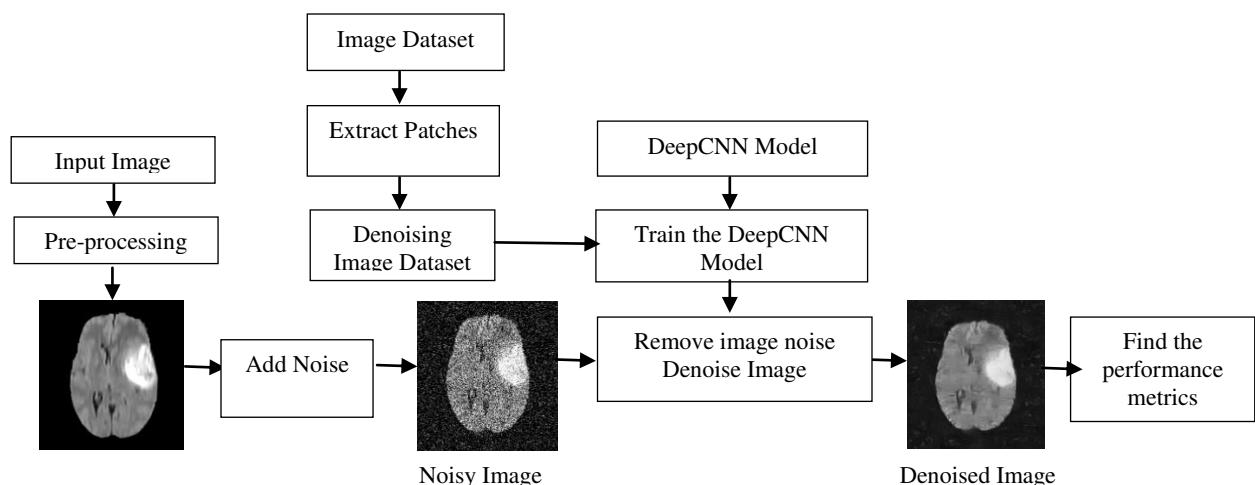 Image Dataset
Extract Patches
DeepCNN Model
Input Image
Pre-processing
Denoising
Image Dataset
Train the DeepCNN
Model
Add Noise
Remove image noise
Denoise Image
Find the
performance
metrics
Noisy Image
Denoised Image